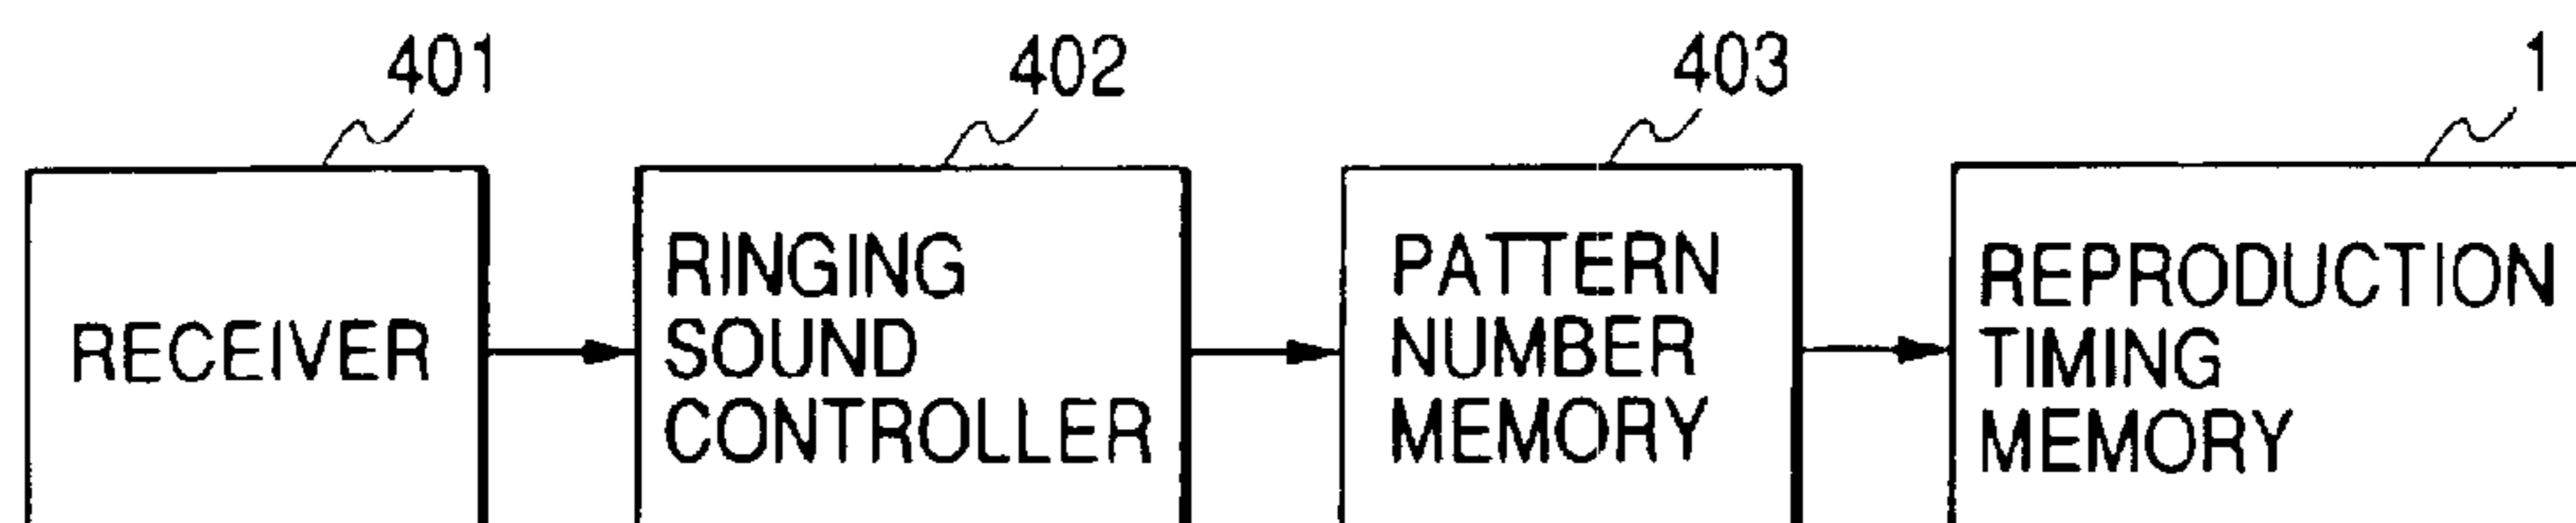 401
402
403
1
RECEIVER
RINGING
SOUND
CONTROLLER
PATTERN
NUMBER
MEMORY
REPRODUCTION
TIMING
MEMORY